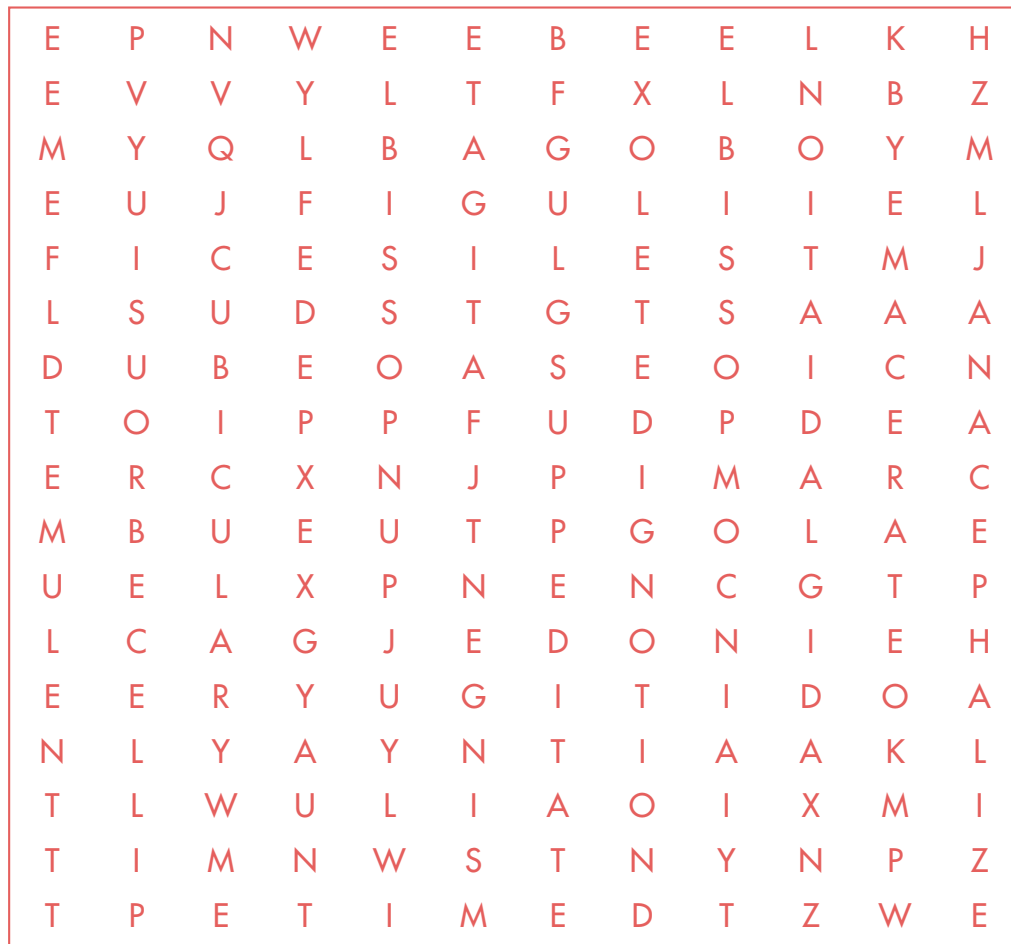 E P N W E E B E E L K H
E V V Y L T F X L N B Z
M Y Q L B A G O B O Y M
E U J F I G U L I I E L
F I C E S I L E S T M J
L S U D S T G T S A A A
D U B E O A S E O I C N
T O I P P F U D P D E A
E R C X N J P I M A R C
M B U E U T P G O L A E
U E L X P N E N C G T P
L C A G J E D O N I E H
E E R Y U G I T I D O A
N L Y A Y N T I A A K L
T L W U L I A O I X M I
T I M N W S T N Y N P Z
T P E T I M E D T Z W E